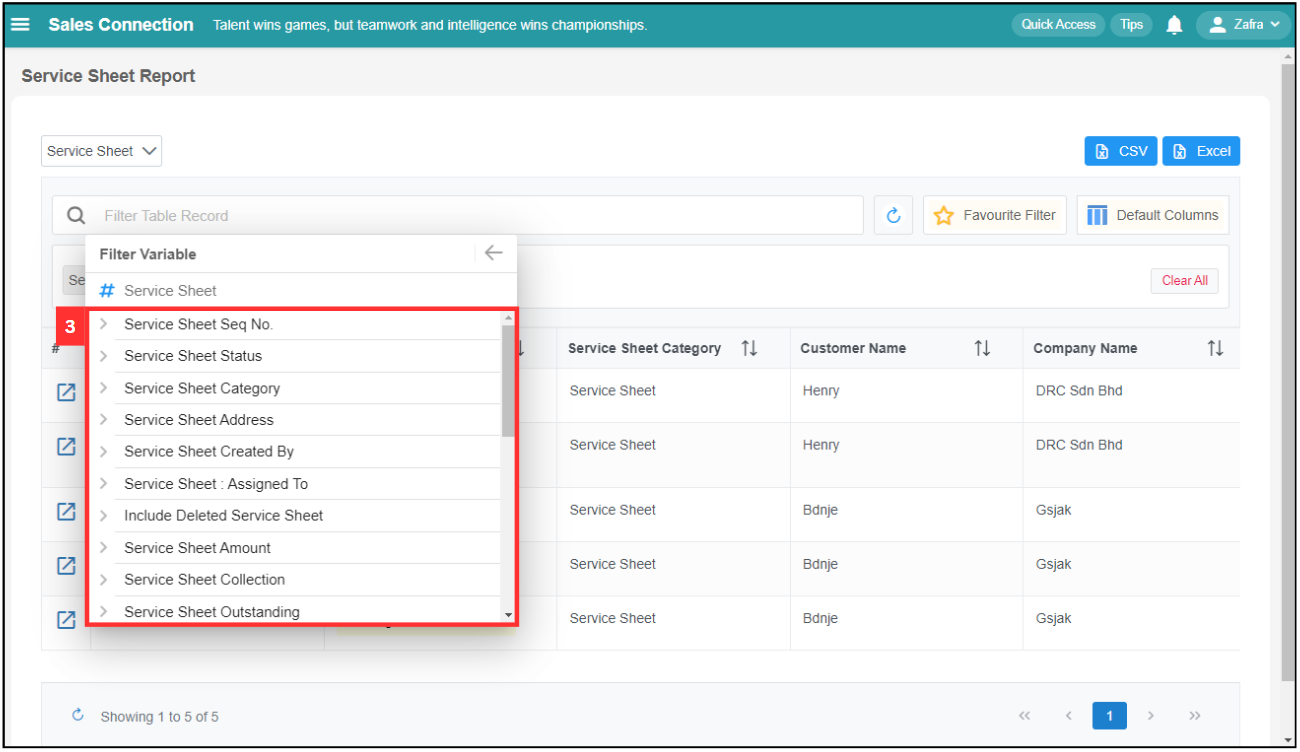 Sales Connection Talent wins games, but teamwork and intelligence wins championships. Quick Access Tips Zafra
Service Sheet Report
Service Sheet CSV Excel
Filter Table Record Favourite Filter Default Columns
Filter Variable
Se Clear All
# Service Sheet
3
Service Sheet Seq No.
Service Sheet Status
Service Sheet Category
Service Sheet Address
Service Sheet Created By
Service Sheet : Assigned To
Include Deleted Service Sheet
Service Sheet Amount
Service Sheet Collection
Service Sheet Outstanding
# Service Sheet Category Customer Name Company Name
Service Sheet Henry DRC Sdn Bhd
Service Sheet Henry DRC Sdn Bhd
Service Sheet Bdnje Gsjak
Service Sheet Bdnje Gsjak
Service Sheet Bdnje Gsjak
Showing 1 to 5 of 5 << < 1 > >>